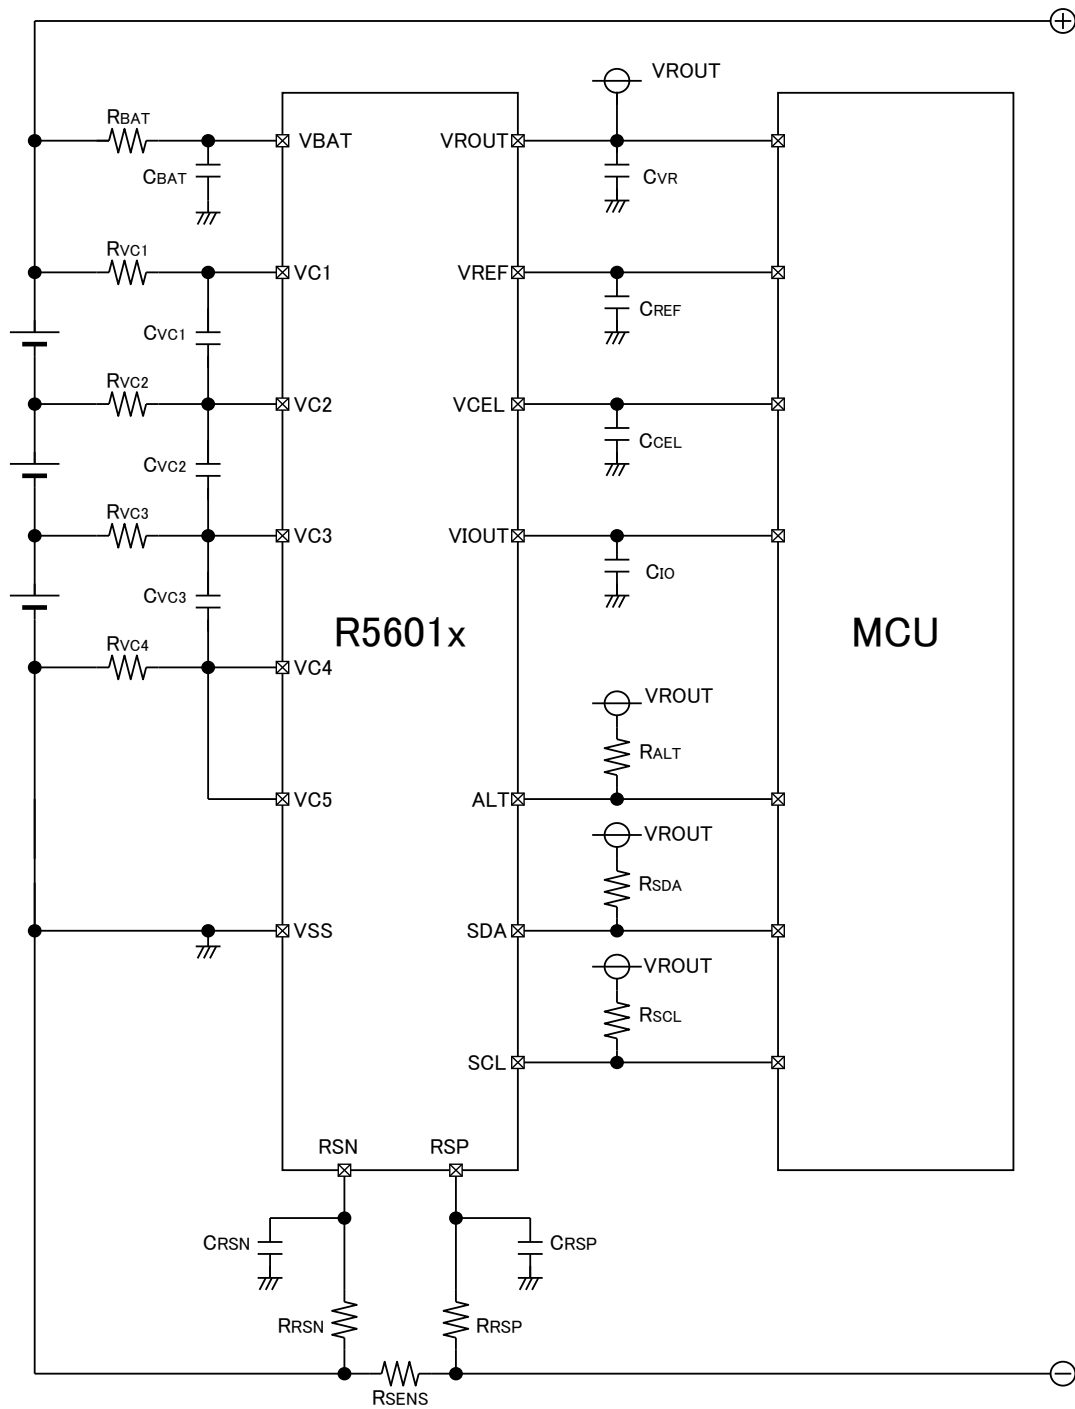 +
VROUT
RBAT
VBAT
VROUT
CBAT
CVR
RVC1
VC1
VREF
CREF
CVC1
RVC2
VC2
VCEL
CCEL
CVC2
RVC3
VC3
VIOUT
CIO
CVC3
R5601x
MCU
RVC4
VC4
VROUT
RALT
VC5
ALT
VROUT
RSDA
VSS
SDA
VROUT
RSCL
SCL
RSN
RSP
CRSN
CRSP
RRSN
RRSP
RSENS
−